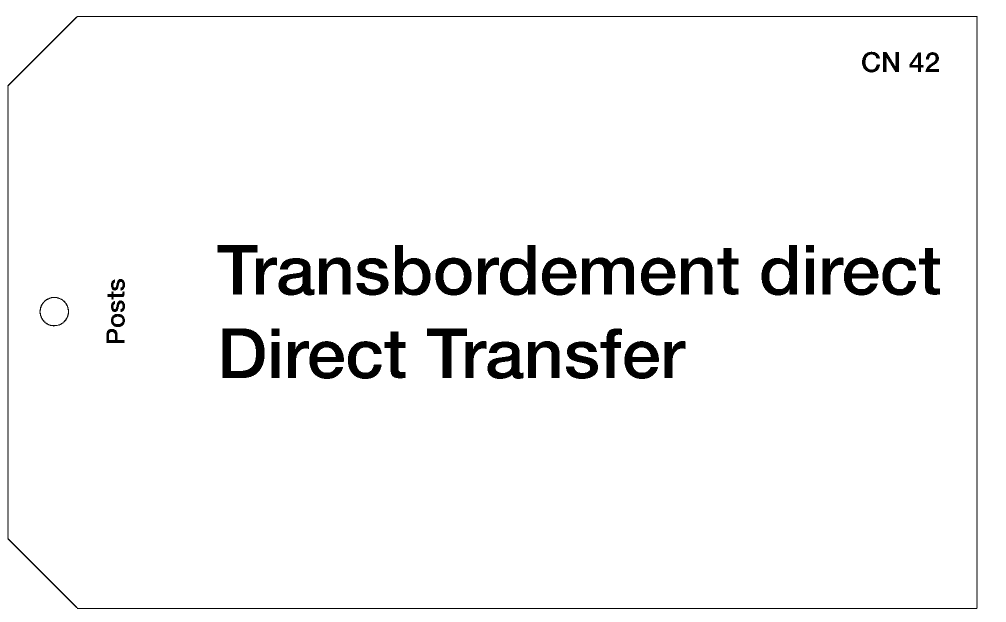 CN 42
Posts
Transbordement direct
Direct Transfer